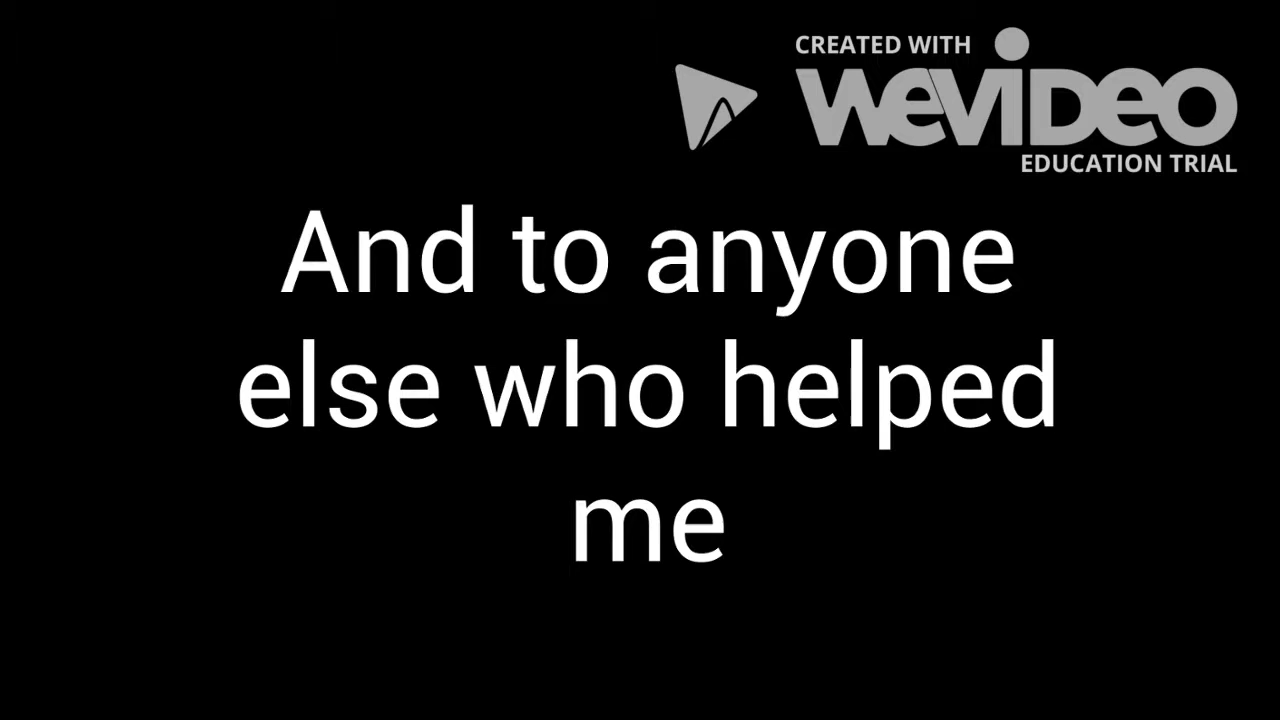 CREATED WITH
WEVIDEO
EDUCATION TRIAL
And to anyone
else who helped
me